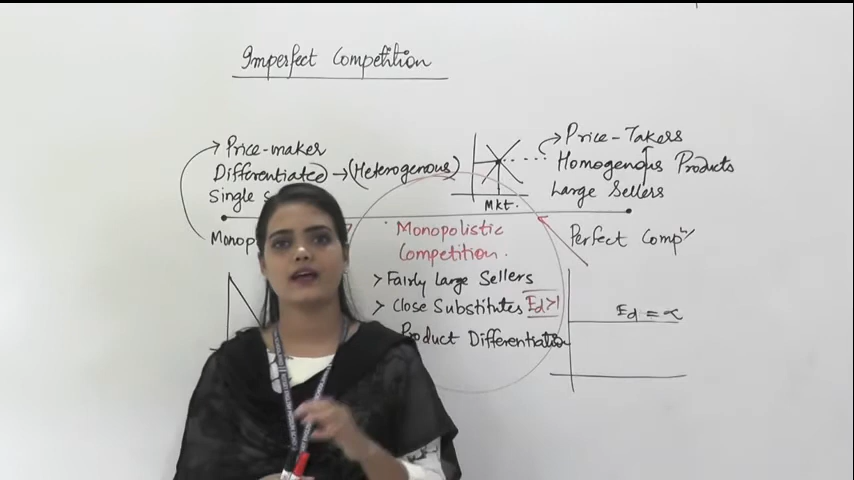 Imperfect Competition
Price-maker
Differentiated → (Heterogenous)
Single
Mkt.
Price-Takers
Homogenous Products
Large Sellers
Monopolistic
Competition.
> Fairly Large Sellers
> Close Substitutes Ed>1
Product Differentiation
Perfect Comp
Ed = ∝